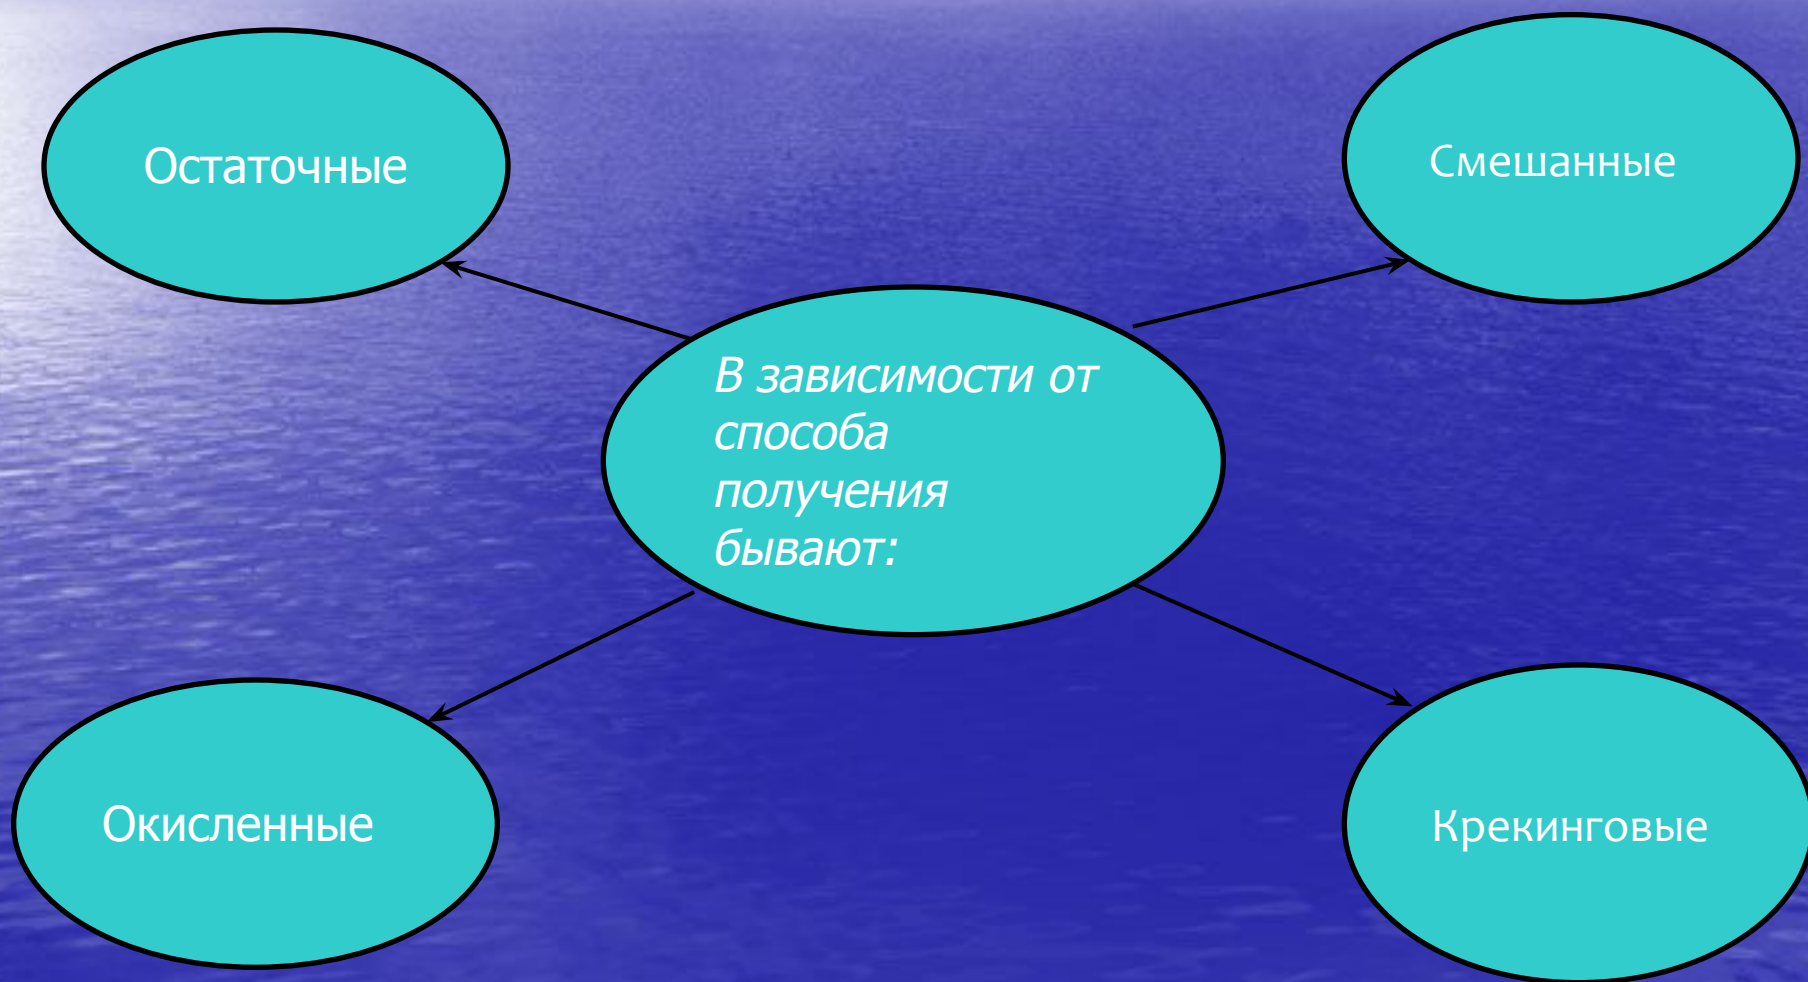 Остаточные
Смешанные
В зависимости от
способа
получения
бывают:
Окисленные
Крекинговые